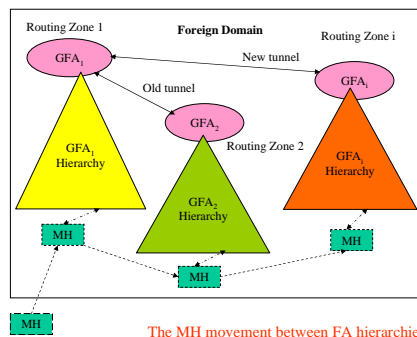 Routing Zone 1
Foreign Domain
Routing Zone i
GFA1
New tunnel
GFAi
Old tunnel
GFA2
Routing Zone 2
GFA1
Hierarchy
GFA2
Hierarchy
GFAi
Hierarchy
MH
MH
MH
MH
The MH movement between FA hierarchie